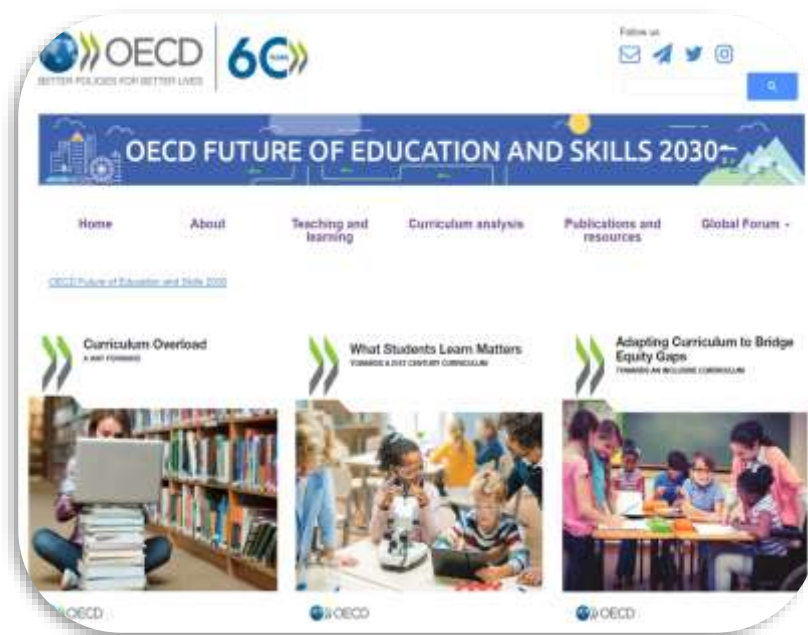 OECD
BETTER POLICIES FOR BETTER LIVES
60
Follow us
OECD FUTURE OF EDUCATION AND SKILLS 2030
Home
About
Teaching and
learning
Curriculum analysis
Publications and
resources
Global Forum
OECD Future of Education and Skills 2030
Curriculum Overload
A WAY FORWARD
What Students Learn Matters
TOWARDS A 21ST CENTURY CURRICULUM
Adapting Curriculum to Bridge
Equity Gaps
TOWARDS AN INCLUSIVE CURRICULUM
OECD
OECD
OECD